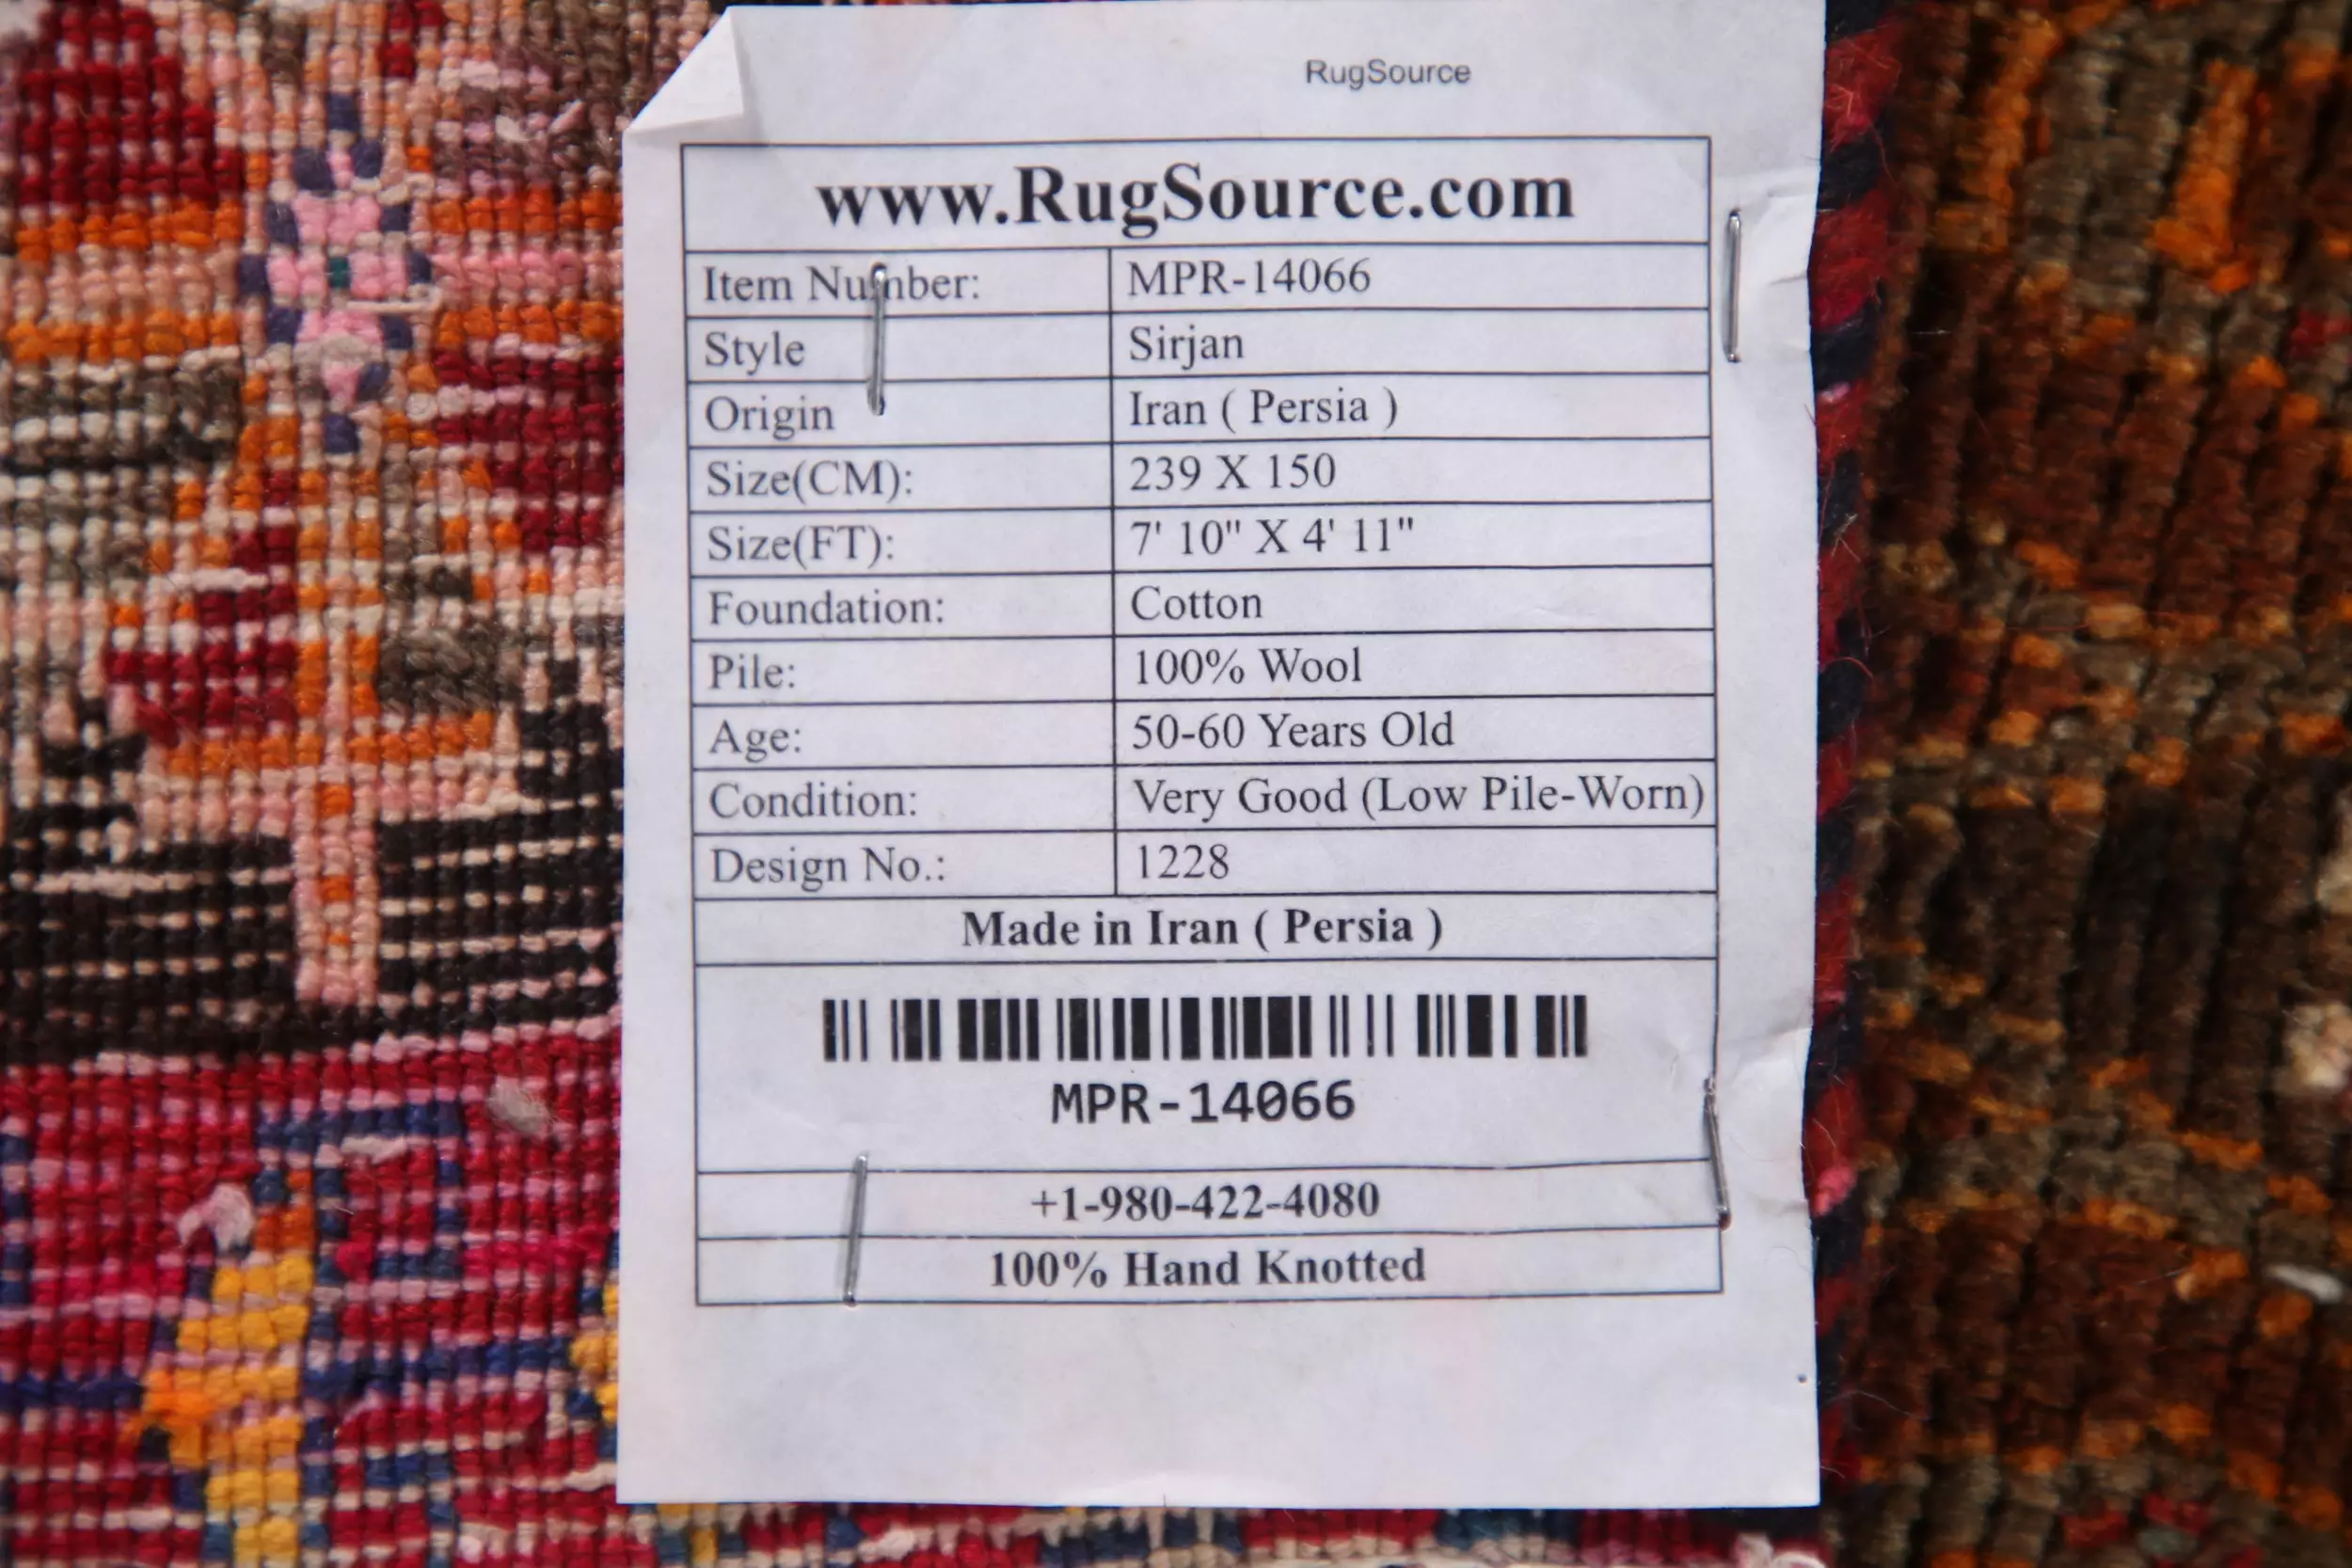 RugSource
www.RugSource.com
Item Number: MPR-14066
Style Sirjan
Origin Iran ( Persia )
Size(CM): 239 X 150
Size(FT): 7' 10" X 4' 11"
Foundation: Cotton
Pile: 100% Wool
Age: 50-60 Years Old
Condition: Very Good (Low Pile-Worn)
Design No.: 1228
Made in Iran ( Persia )
MPR-14066
+1-980-422-4080
100% Hand Knotted